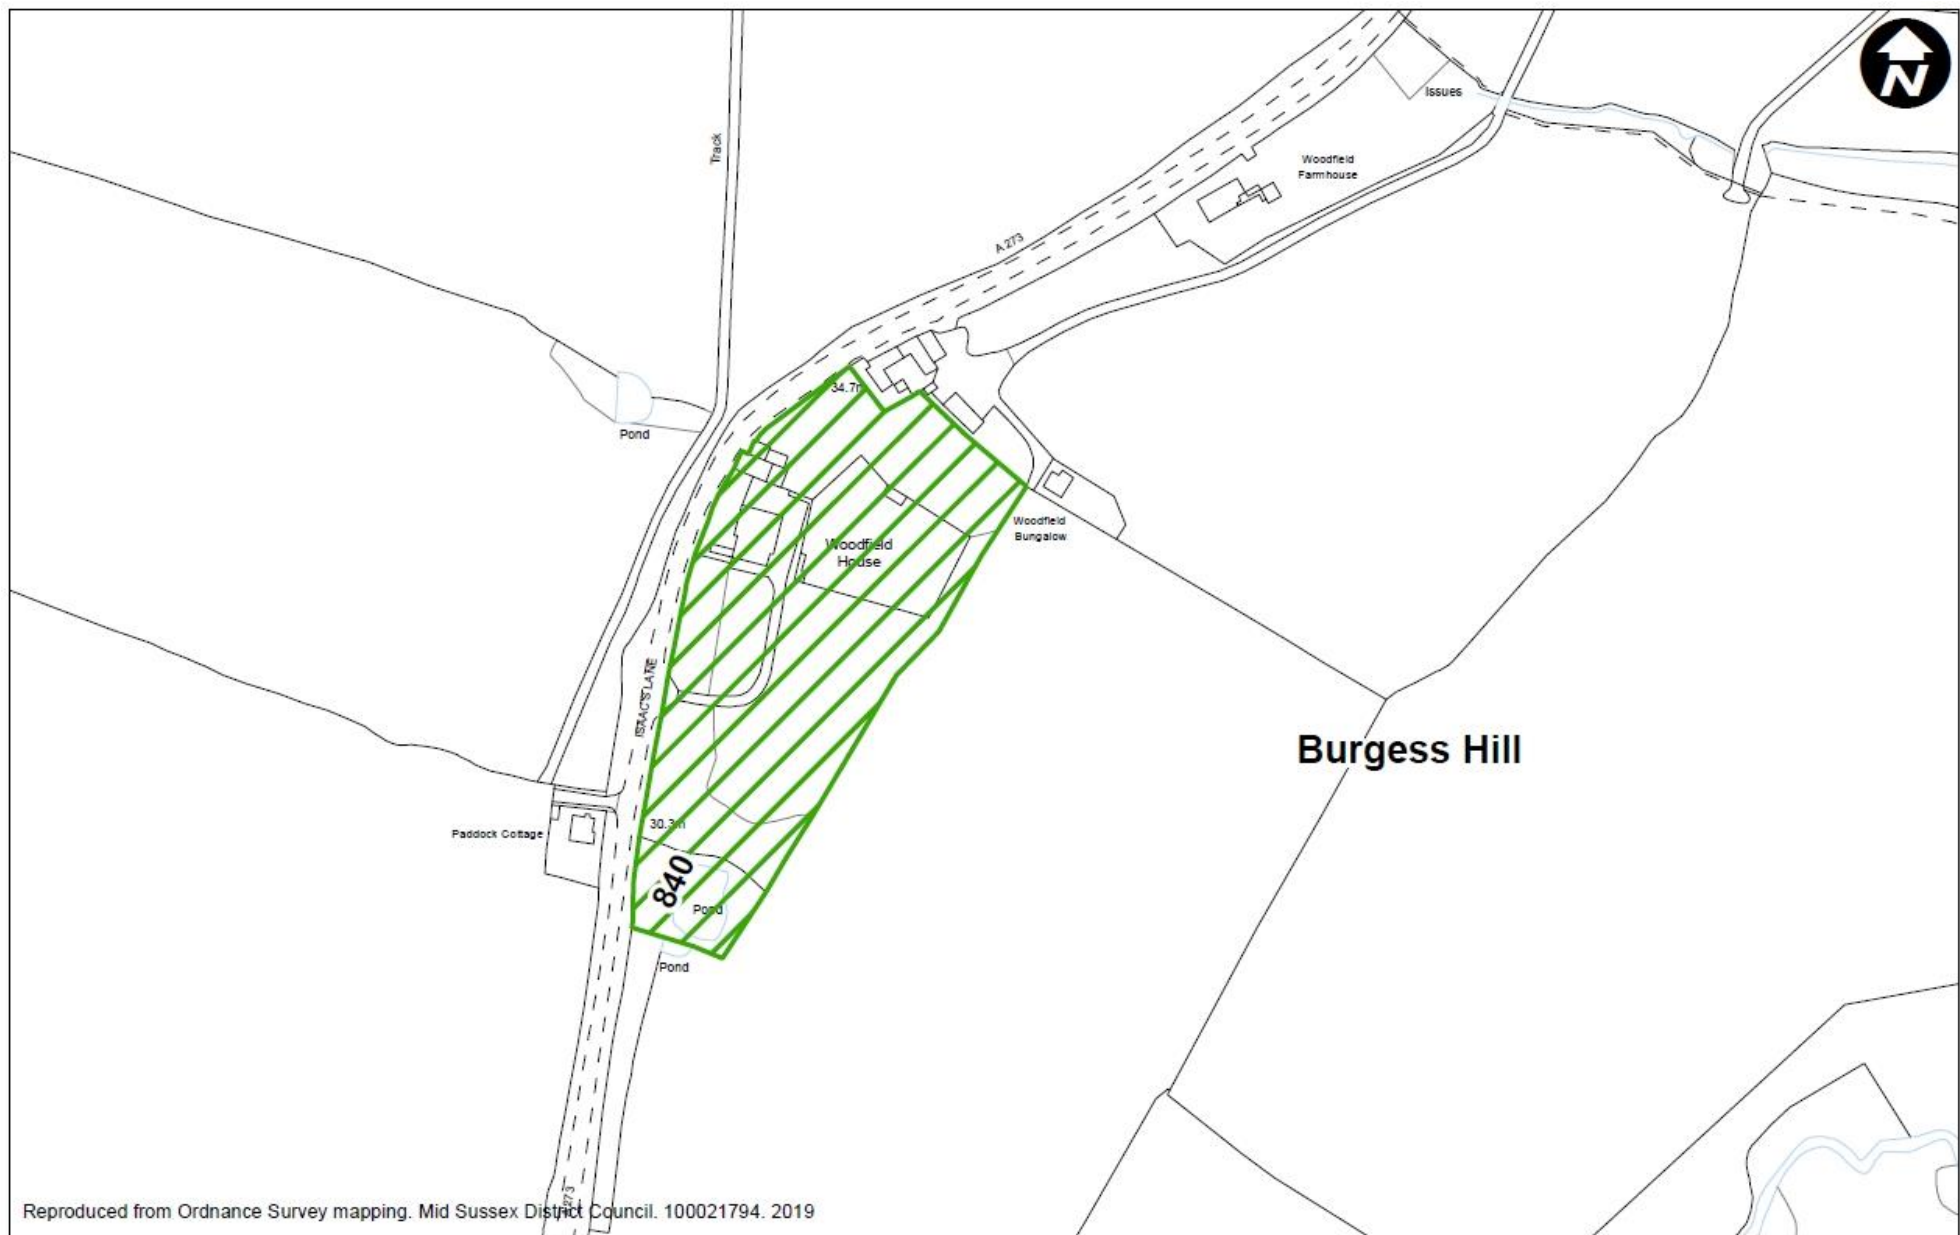 N
Issues
Track
Woodfield
Farmhouse
A 273
34.7m
Pond
Woodfield
House
Woodfield
Bungalow
ISAAC'S LANE
Burgess Hill
30.3m
Paddock Cottage
840
Pond
Pond
A273
Reproduced from Ordnance Survey mapping. Mid Sussex District Council. 100021794. 2019